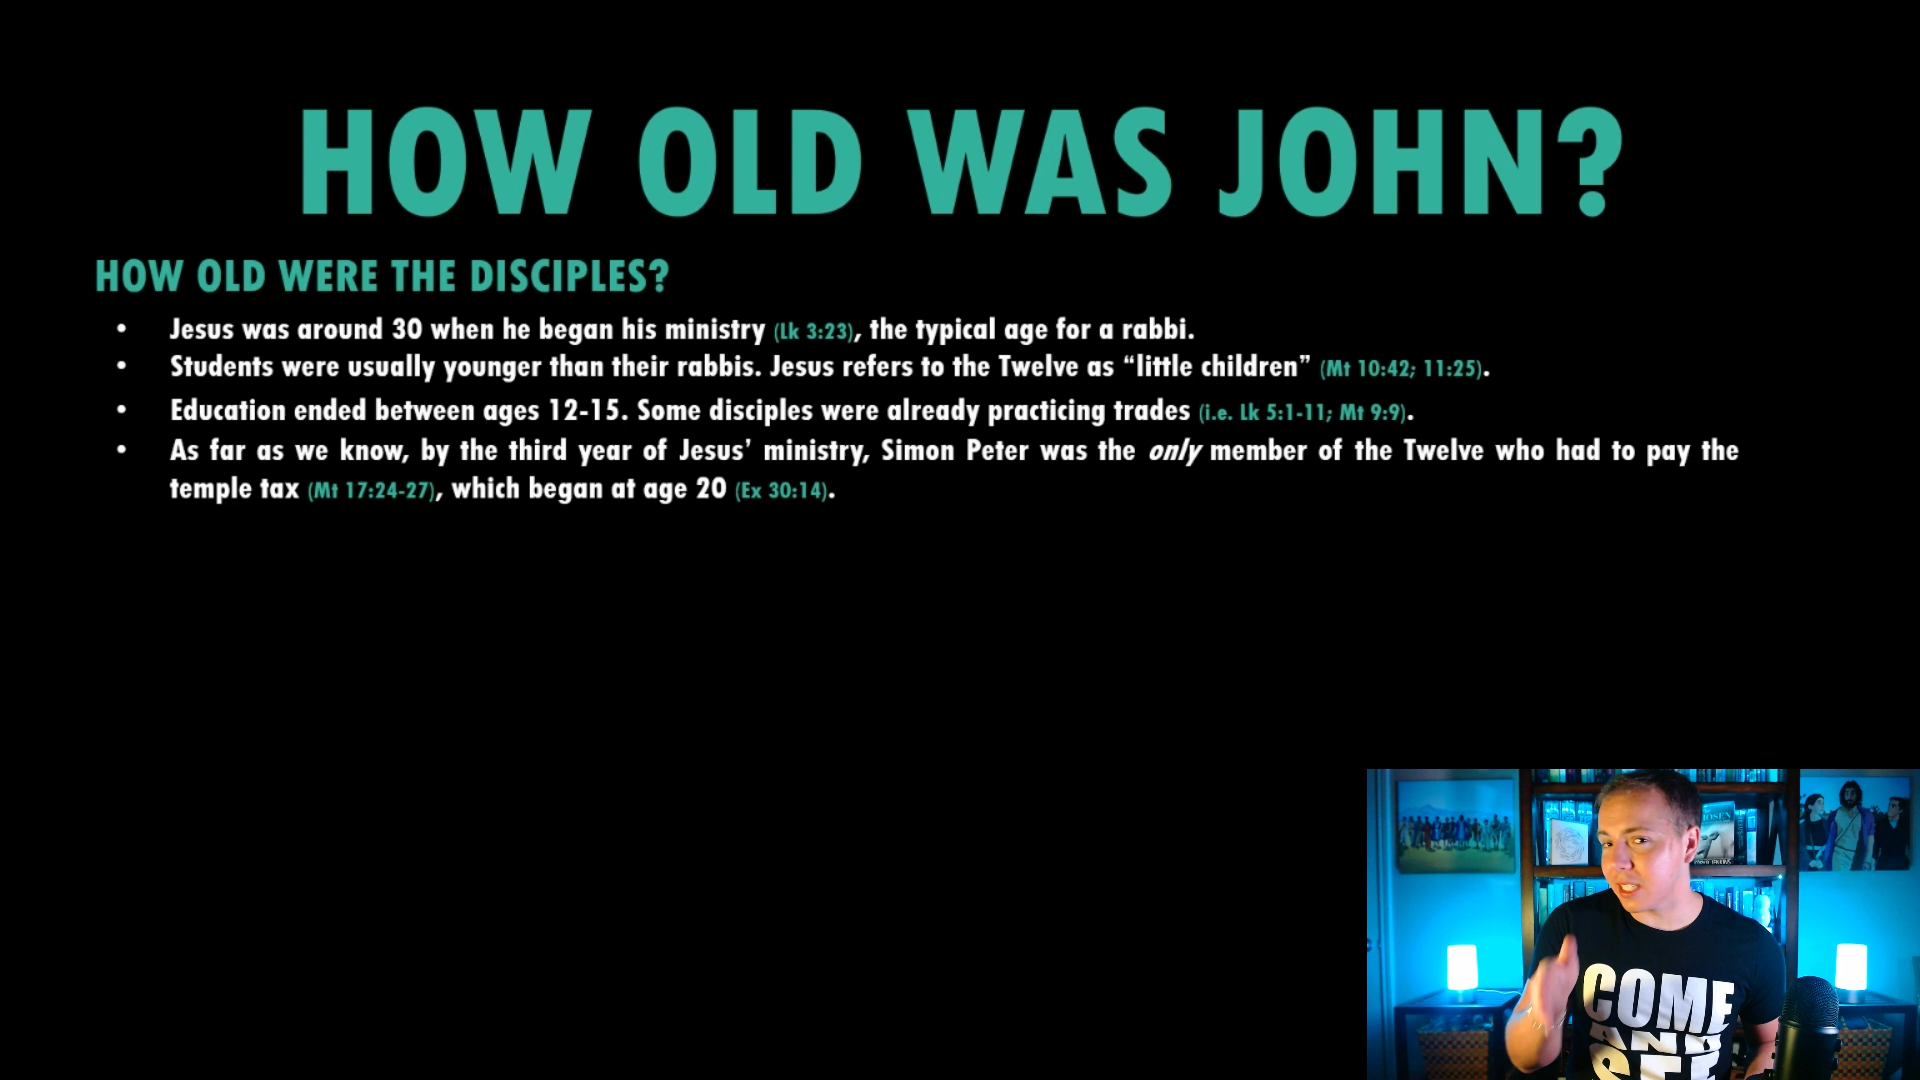 HOW OLD WAS JOHN?
HOW OLD WERE THE DISCIPLES?
• Jesus was around 30 when he began his ministry (Lk 3:23), the typical age for a rabbi.
• Students were usually younger than their rabbis. Jesus refers to the Twelve as “little children” (Mt 10:42; 11:25).
• Education ended between ages 12-15. Some disciples were already practicing trades (i.e. Lk 5:1-11; Mt 9:9).
• As far as we know, by the third year of Jesus’ ministry, Simon Peter was the only member of the Twelve who had to pay the
temple tax (Mt 17:24-27), which began at age 20 (Ex 30:14).
COME
AND
SEE